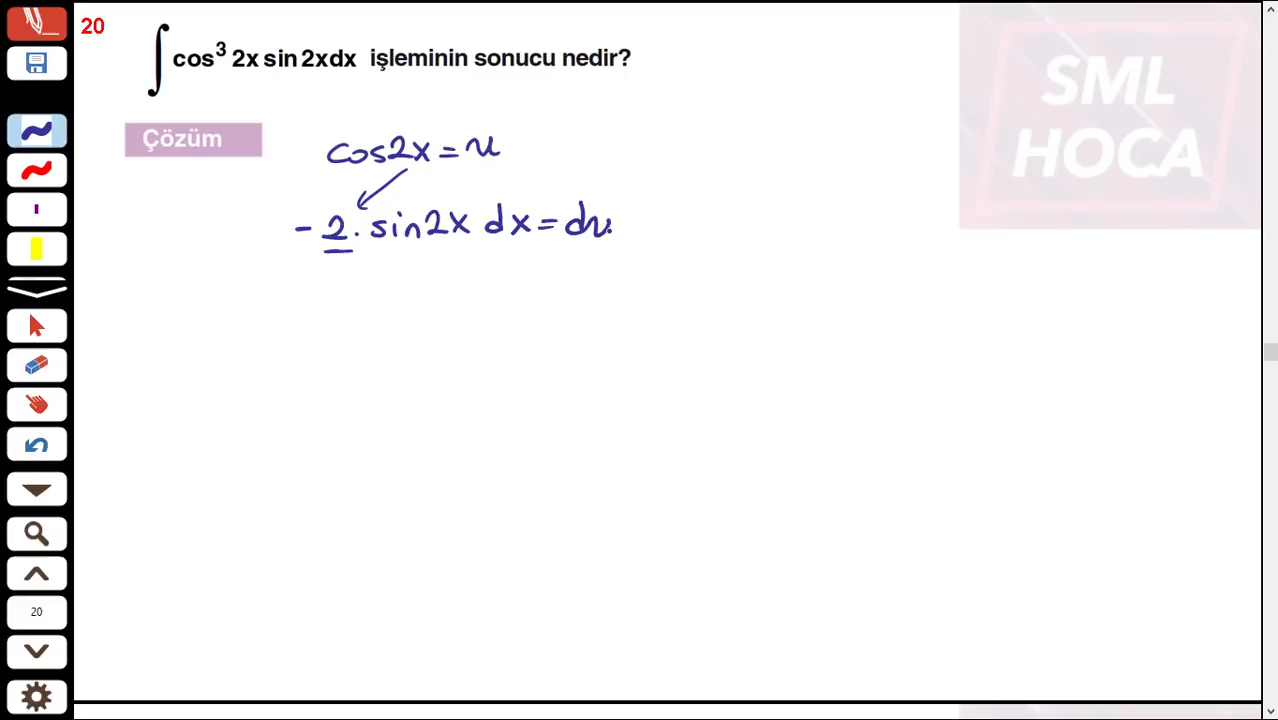 20
∫ cos³ 2x sin 2xdx işleminin sonucu nedir?
SML
HOCA
Çözüm
cos2x = u
- 2 . sin2x dx = du
20